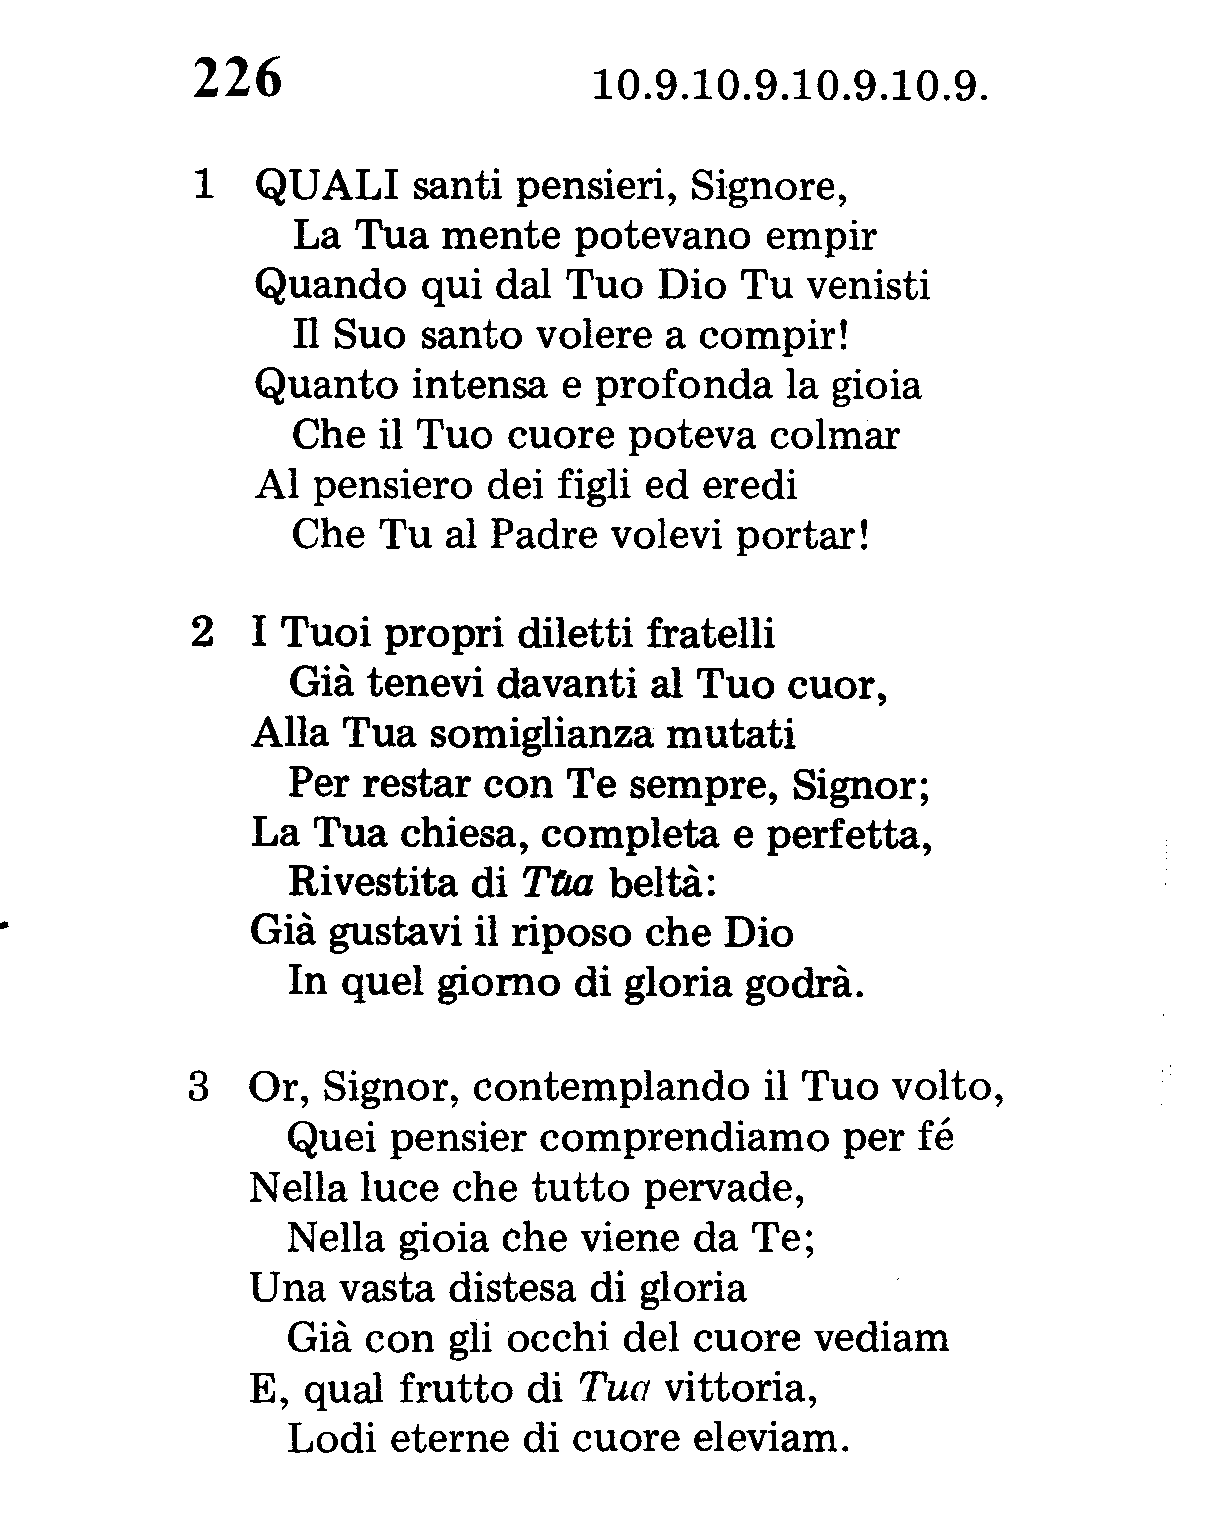 226 10.9.10.9.10.9.10.9.
1 QUALI santi pensieri, Signore,
La Tua mente potevano empir
Quando qui dal Tuo Dio Tu venisti
Il Suo santo volere a compir!
Quanto intensa e profonda la gioia
Che il Tuo cuore poteva colmar
Al pensiero dei figli ed eredi
Che Tu al Padre volevi portar!
2 I Tuoi propri diletti fratelli
Già tenevi davanti al Tuo cuor,
Alla Tua somiglianza mutati
Per restar con Te sempre, Signor;
La Tua chiesa, completa e perfetta,
Rivestita di Tua beltà:
Già gustavi il riposo che Dio
In quel giorno di gloria godrà.
3 Or, Signor, contemplando il Tuo volto,
Quei pensier comprendiamo per fé
Nella luce che tutto pervade,
Nella gioia che viene da Te;
Una vasta distesa di gloria
Già con gli occhi del cuore vediam
E, qual frutto di Tua vittoria,
Lodi eterne di cuore eleviam.